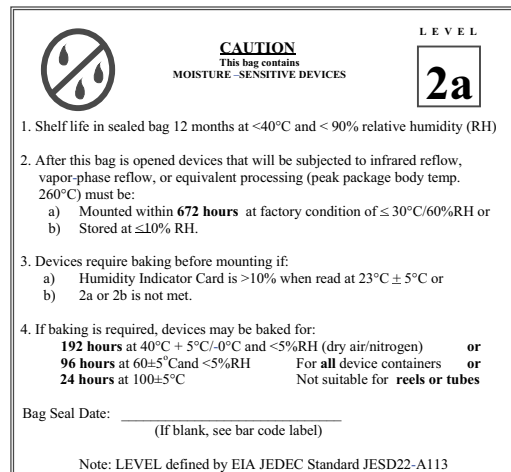 LEVEL
CAUTION
This bag contains
MOISTURE –SENSITIVE DEVICES
2a
1. Shelf life in sealed bag 12 months at <40°C and < 90% relative humidity (RH)
2. After this bag is opened devices that will be subjected to infrared reflow,
vapor-phase reflow, or equivalent processing (peak package body temp.
260°C) must be:
a) Mounted within 672 hours at factory condition of ≤ 30°C/60%RH or
b) Stored at ≤10% RH.
3. Devices require baking before mounting if:
a) Humidity Indicator Card is >10% when read at 23°C ± 5°C or
b) 2a or 2b is not met.
4. If baking is required, devices may be baked for:
192 hours at 40°C + 5°C/-0°C and <5%RH (dry air/nitrogen) or
96 hours at 60±5°Cand <5%RH For all device containers or
24 hours at 100±5°C Not suitable for reels or tubes
Bag Seal Date: ______________________________
(If blank, see bar code label)
Note: LEVEL defined by EIA JEDEC Standard JESD22-A113